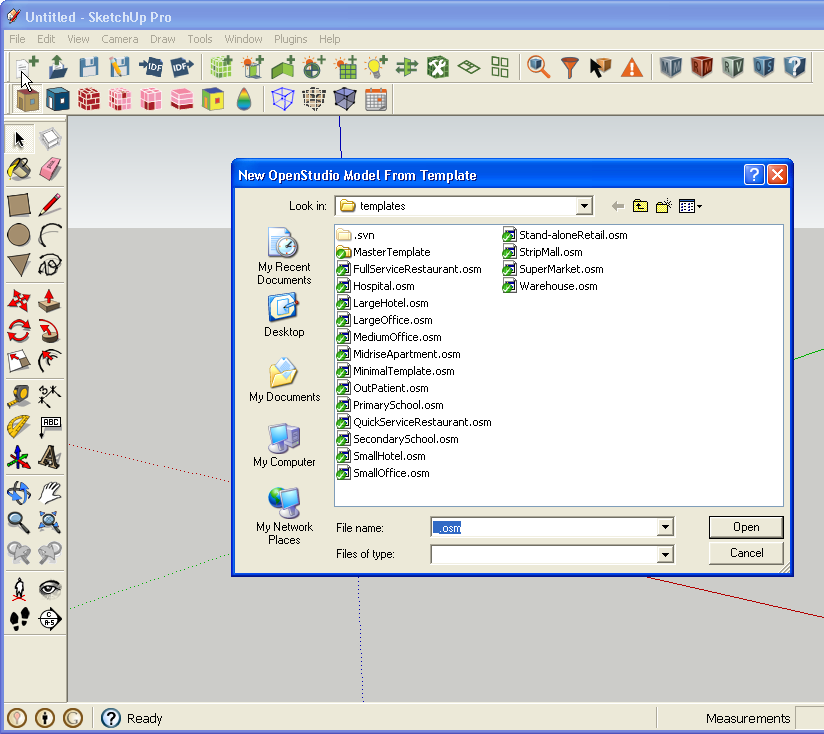 Untitled - SketchUp Pro
File Edit View Camera Draw Tools Window Plugins Help
IDF IDF
New OpenStudio Model From Template
Look in: templates
My Recent Documents
Desktop
My Documents
My Computer
My Network Places
.svn
MasterTemplate
FullServiceRestaurant.osm
Hospital.osm
LargeHotel.osm
LargeOffice.osm
MediumOffice.osm
MidriseApartment.osm
MinimalTemplate.osm
OutPatient.osm
PrimarySchool.osm
QuickServiceRestaurant.osm
SecondarySchool.osm
SmallHotel.osm
SmallOffice.osm
Stand-aloneRetail.osm
StripMall.osm
SuperMarket.osm
Warehouse.osm
File name: _.osm
Open
Files of type:
Cancel
ABC
Ready
Measurements